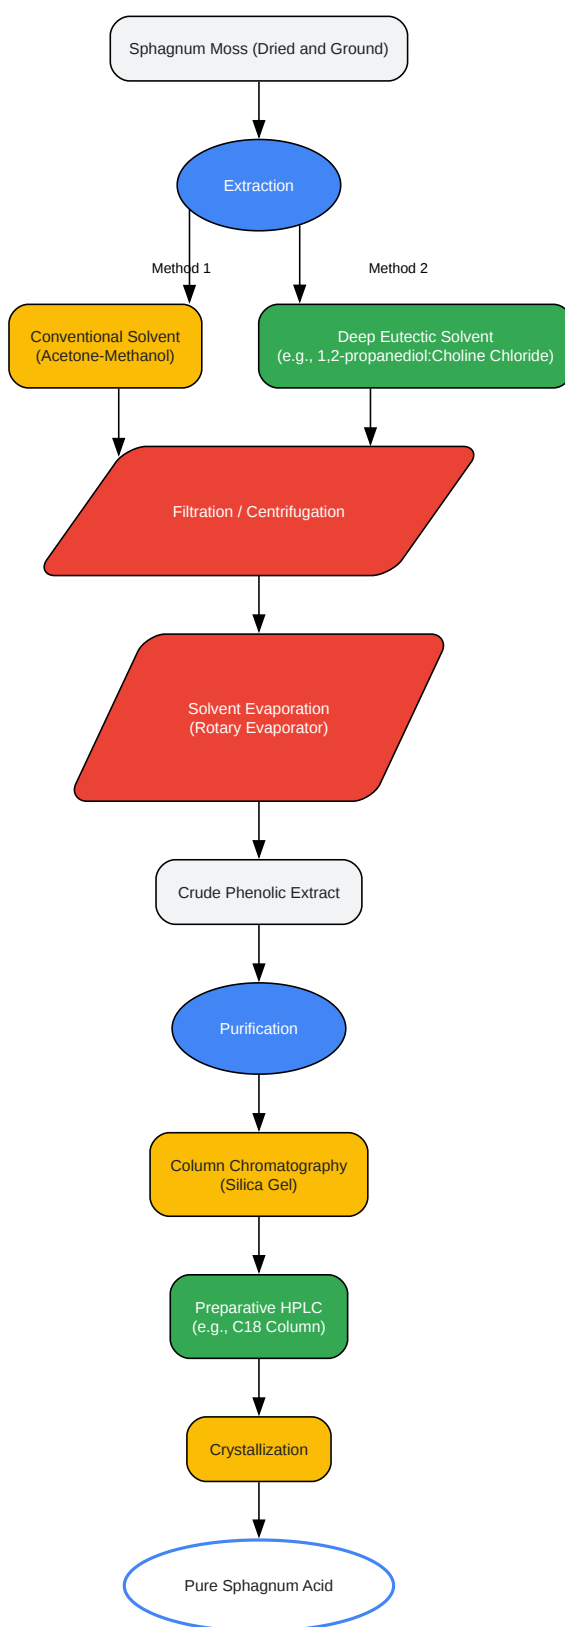 Sphagnum Moss (Dried and Ground)
Extraction
Method 1
Method 2
Conventional Solvent
(Acetone-Methanol)
Deep Eutectic Solvent
(e.g., 1,2-propanediol:Choline Chloride)
Filtration / Centrifugation
Solvent Evaporation
(Rotary Evaporator)
Crude Phenolic Extract
Purification
Column Chromatography
(Silica Gel)
Preparative HPLC
(e.g., C18 Column)
Crystallization
Pure Sphagnum Acid